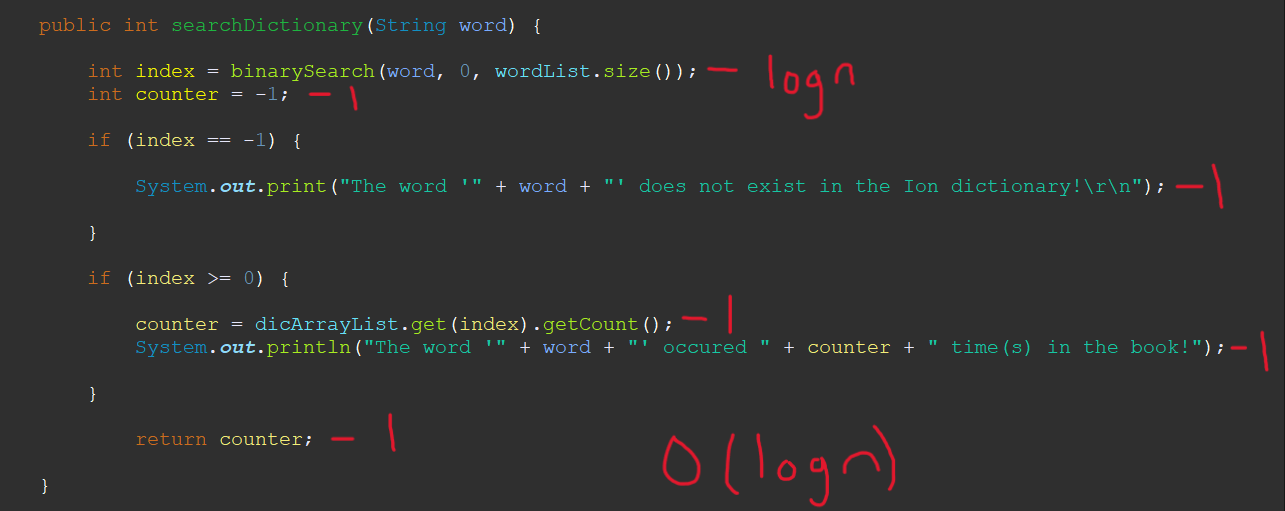 public int searchDictionary(String word) {
int index = binarySearch(word, 0, wordList.size()); – log n
int counter = -1; – 1
if (index == -1) {
System.out.print("The word '" + word + "' does not exist in the Ion dictionary!\r\n"); – 1
}
if (index >= 0) {
counter = dicArrayList.get(index).getCount(); – 1
System.out.println("The word '" + word + "' occured " + counter + " time(s) in the book!"); – 1
}
return counter; – 1
O(log n)
}